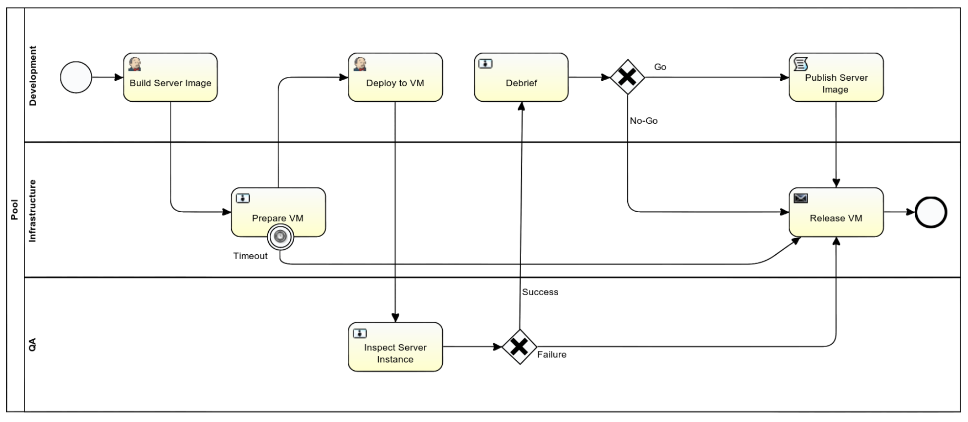 Pool
Development
Build Server Image
Deploy to VM
Debrief
Go
Publish Server
Image
No-Go
Infrastructure
Prepare VM
Timeout
Release VM
QA
Success
Inspect Server
Instance
Failure